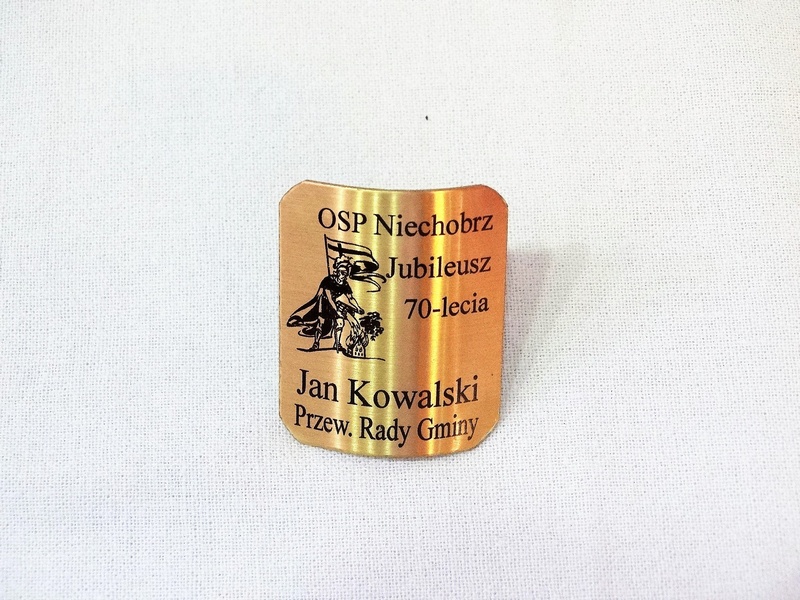 OSP Niechobrz
Jubileusz
70-lecia
Jan Kowalski
Przew. Rady Gminy